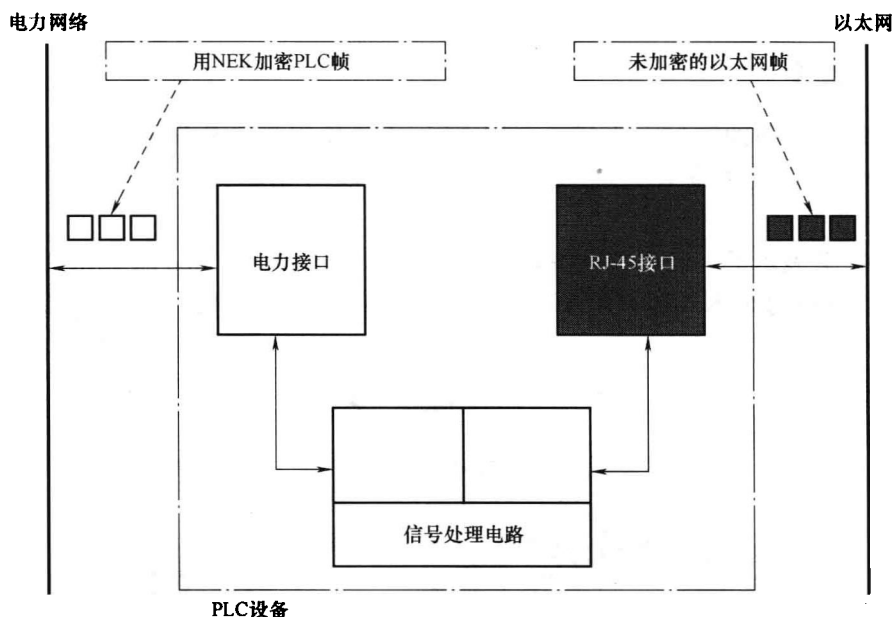 电力网络
以太网
用NEK加密PLC帧
未加密的以太网帧
电力接口
RJ-45接口
信号处理电路
PLC设备